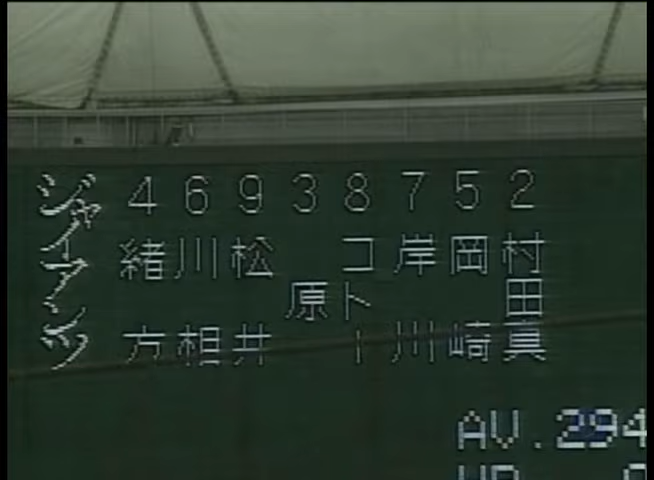 ジャイアンツ
4 緒方
6 川相
9 松井
3 原
8 コトー
7 岸川
5 岡崎
2 村田真
AV.294